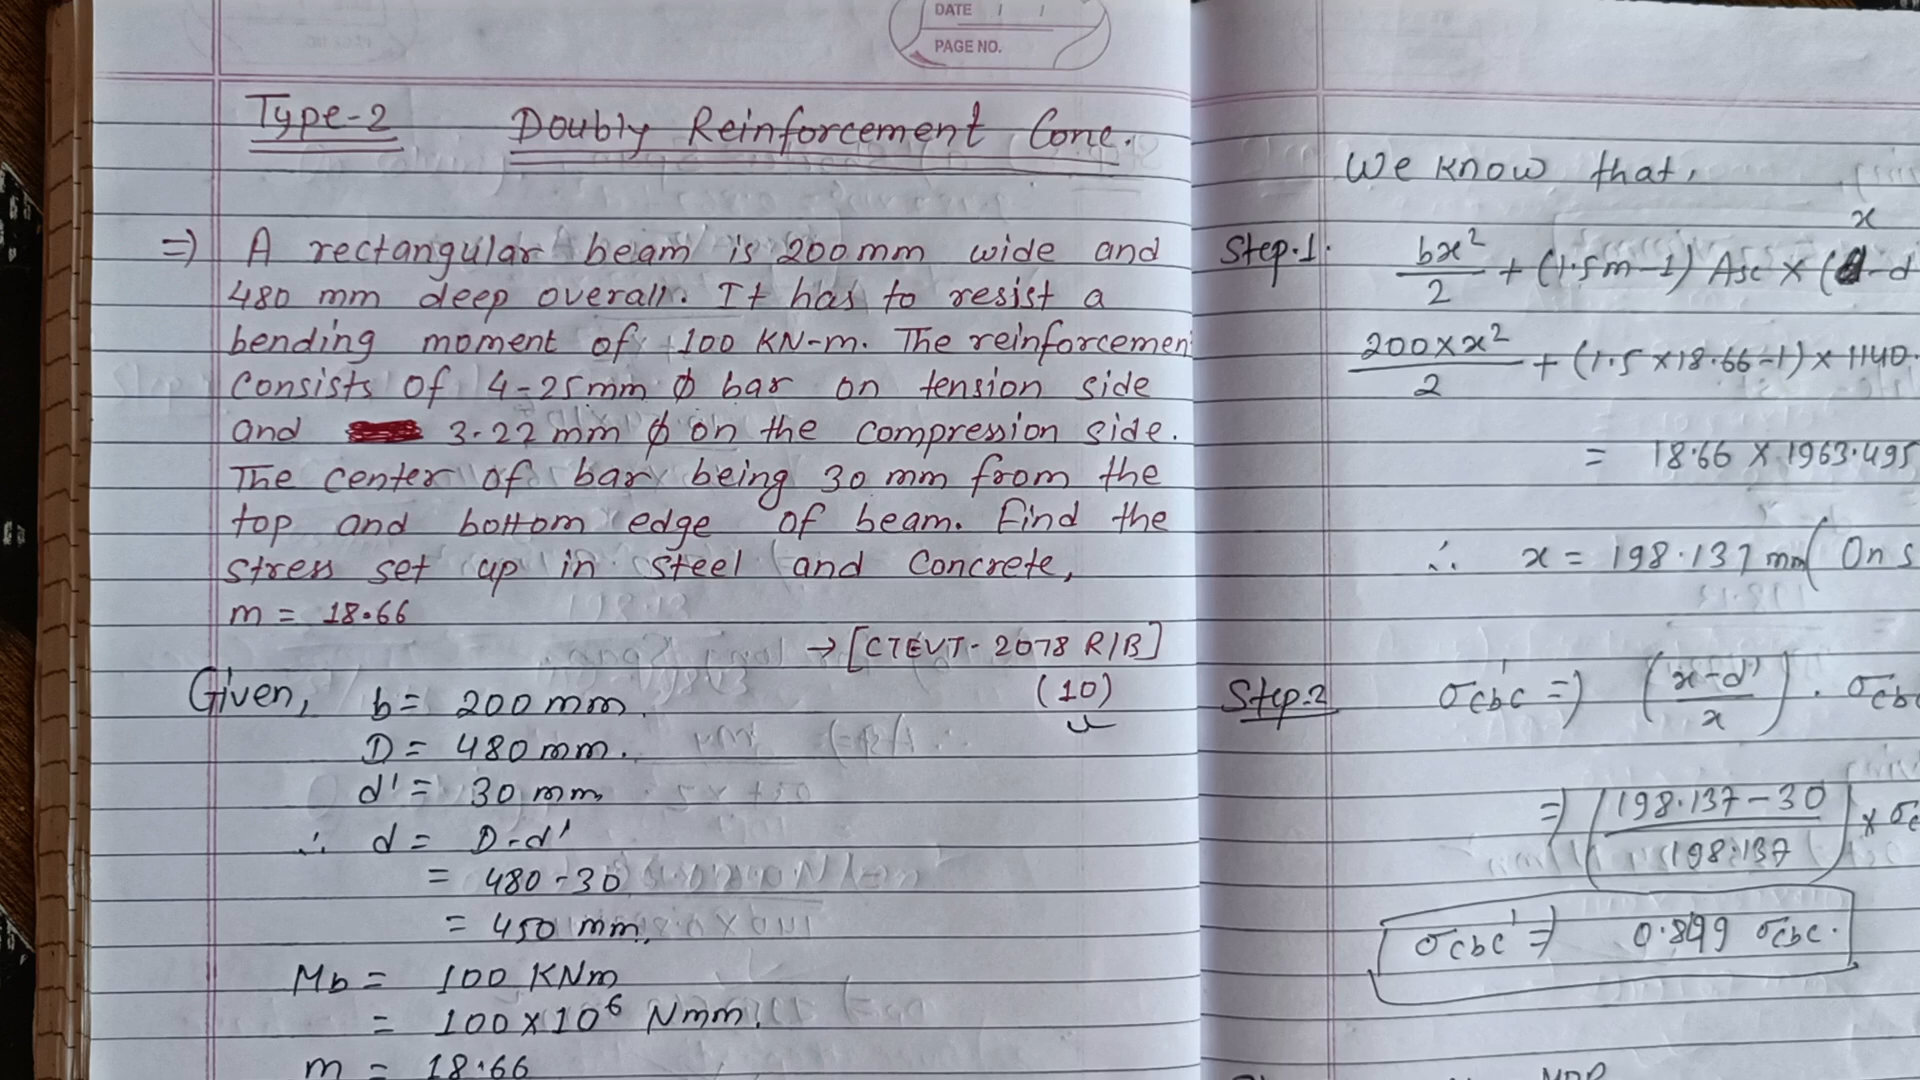 DATE / /
PAGE NO.
Type-2 Doubly Reinforcement Conc.
=) A rectangular beam is 200mm wide and
480 mm deep overall. It has to resist a
bending moment of 100 KN-m. The reinforcemen
Consists of 4-25mm ϕ bar on tension side
and 3-22 mm ϕ on the compression side.
The center of bar being 30 mm from the
top and bottom edge of beam. Find the
stress set up in steel and concrete,
m = 18.66
→ [CTEVT- 2078 R/B]
(10)
Given, b = 200 mm.
D = 480 mm.
d' = 30 mm
∴ d = D-d'
= 480-30
= 450 mm.
Mb = 100 KNm
= 100×10⁶ Nmm.
m = 18.66
We know that,
Step.1. bx²/2 + (1.5m-1) Asc × (x-d
200×x²/2 + (1.5×18.66-1)×1140.
= 18.66 × 1963.495
∴ x = 198.137 mm (On s
Step.2 σcbc' =) (x-d'/x) . σcbc
=) (198.137-30/198.137) × σc
σcbc' =) 0.849 σcbc.